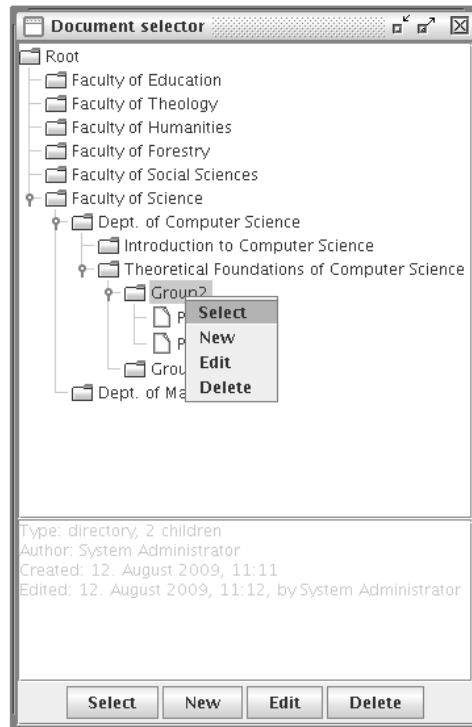 Document selector
Root
Faculty of Education
Faculty of Theology
Faculty of Humanities
Faculty of Forestry
Faculty of Social Sciences
Faculty of Science
Dept. of Computer Science
Introduction to Computer Science
Theoretical Foundations of Computer Science
Group2
Select
New
Edit
Delete
Dept. of
Type: directory, 2 children
Author: System Administrator
Created: 12. August 2009, 11:11
Edited: 12. August 2009, 11:12, by System Administrator
Select New Edit Delete